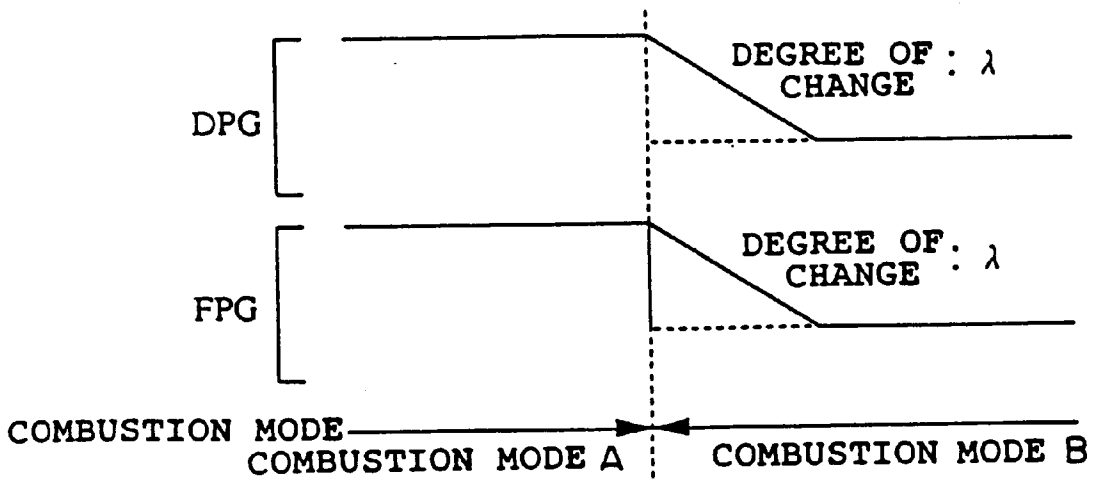 DEGREE OF : λ
CHANGE
DPG
DEGREE OF : λ
CHANGE
FPG
COMBUSTION MODE
COMBUSTION MODE A
COMBUSTION MODE B